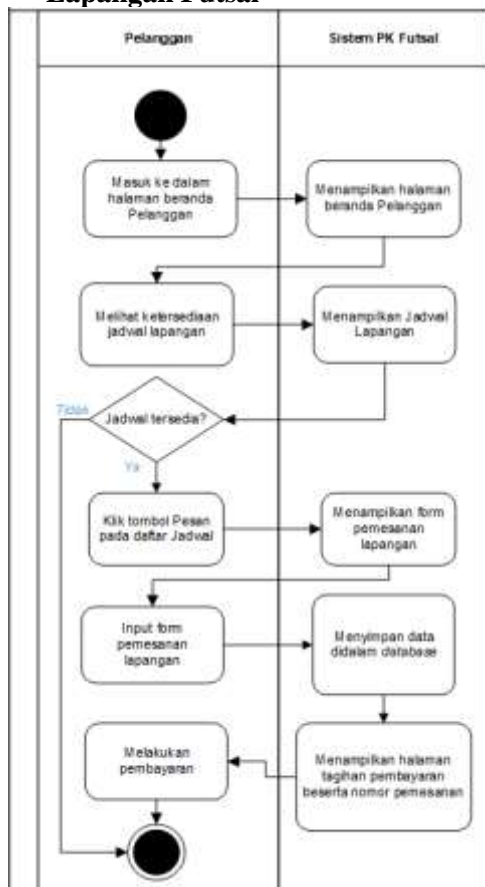 Lapangan Futsal
Pelanggan
Sistem PK Futsal
Masuk ke dalam
halaman beranda
Pelanggan
Menampilkan halaman
beranda Pelanggan
Melihat ketersediaan
jadwal lapangan
Menampilkan Jadwal
Lapangan
Tidak
Jadwal tersedia?
Ya
Klik tombol Pesan
pada daftar Jadwal
Menampilkan form
pemesanan
lapangan
Input form
pemesanan
lapangan
Menyimpan data
didalam database
Melakukan
pembayaran
Menampilkan halaman
tagihan pembayaran
beserta nomor pemesanan